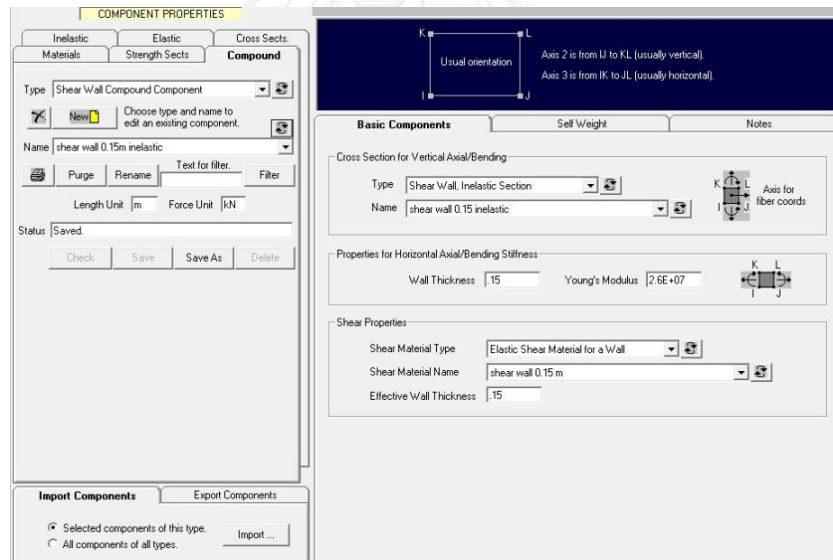 COMPONENT PROPERTIES
Inelastic Elastic Cross Sects.
Materials Strength Sects Compound
Type Shear Wall Compound Component
New Choose type and name to
edit an existing component.
Name shear wall 0.15m inelastic
Text for filter.
Purge Rename Filter
Length Unit m Force Unit kN
Status Saved.
Check Save Save As Delete
Import Components Export Components
Selected components of this type.
All components of all types.
Import ...
K L
Usual orientation
I J
Axis 2 is from IJ to KL (usually vertical).
Axis 3 is from IK to JL (usually horizontal).
Basic Components Self Weight Notes
Cross Section for Vertical Axial/Bending
Type Shear Wall, Inelastic Section
Name shear wall 0.15 inelastic
K L
I J
Axis for
fiber coords
Properties for Horizontal Axial/Bending Stiffness
Wall Thickness .15 Young's Modulus 2.6E+07
K L
I J
Shear Properties
Shear Material Type Elastic Shear Material for a Wall
Shear Material Name shear wall 0.15 m
Effective Wall Thickness .15